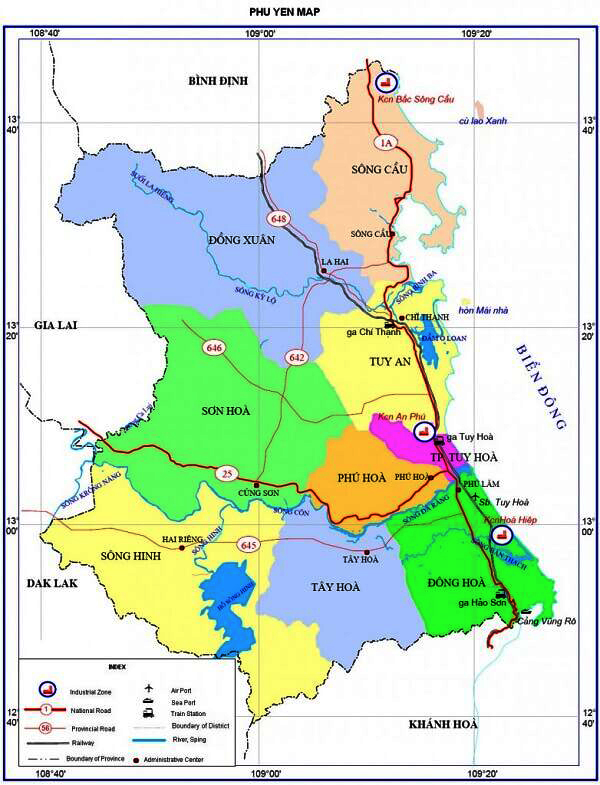 PHU YEN MAP
108°40'
109°00
109°20
BÌNH ĐỊNH
Kcn Bắc Sông Cầu
13°
40'
13°
40'
cù lao Xanh
1A
SÔNG CẦU
SUỐI LA HIÊNG
648
ĐỒNG XUÂN
SÔNG CẦU
LA HAI
SÔNG BÌNH BA
SÔNG KỲ LỘ
hòn Mái nhà
CHÍ THẠNH
13°
20'
GIA LAI
ga Chí Thạnh
ĐẦM Ô LOAN
13°
20'
646
642
TUY AN
BIỂN ĐÔNG
SƠN HOÀ
Kcn An Phú
ga Tuy Hoà
TP. TUY HOÀ
25
PHÚ HOÀ
PHÚ HOÀ
PHÚ LÂM
SÔNG KRÔNG NĂNG
CỦNG SƠN
Sb. Tuy Hoà
SÔNG CÔN
SÔNG ĐÀ RẰNG
13°
00
KcnHoà Hiệp
13°
00
HAI RIÊNG
SÔNG HINH
645
SÔNG BÀN THẠCH
SÔNG HINH
TÂY HOÀ
DAK LAK
HỒ SÔNG HINH
TÂY HOÀ
ĐÔNG HOÀ
ga Hảo Sơn
Cảng Vũng Rô
INDEX
Industrial Zone
Air Port
Sea Port
1
National Road
Train Station
56
Provincial Road
Boundary of District
Railway
River, Sping
Boundary of Province
Administrative Center
KHÁNH HOÀ
12°
40'
12°
40'
108°40
109°00
109°20